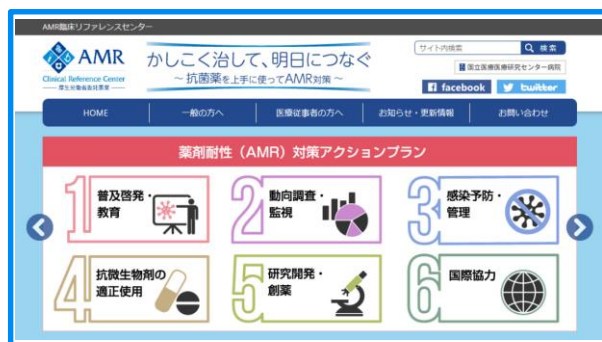 AMR臨床リファレンスセンター
AMR
Clinical Reference Center
厚生労働省委託事業
かしこく治して、明日につなぐ
～抗菌薬を上手に使ってAMR対策～
サイト内検索
検索
国立国際医療研究センター病院
facebook
twitter
HOME
一般の方へ
医療従事者の方へ
お知らせ・更新情報
お問い合わせ
薬剤耐性（AMR）対策アクションプラン
1
普及啓発・
教育
2
動向調査・
監視
3
感染予防・
管理
4
抗微生物剤の
適正使用
5
研究開発・
創薬
6
国際協力